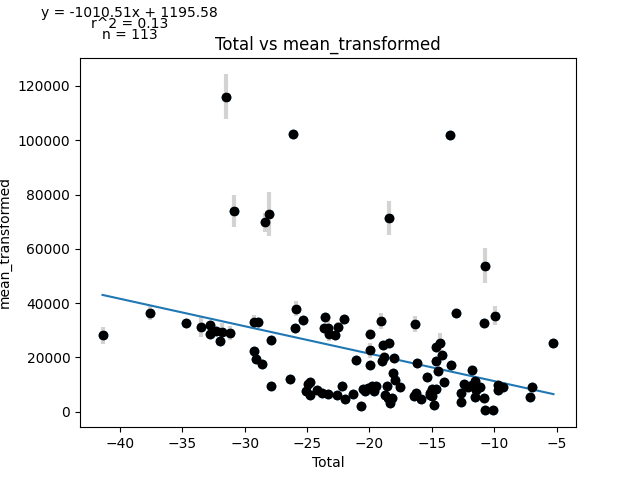 y = -1010.51x + 1195.58
r^2 = 0.13
n = 113
Total vs mean_transformed
mean_transformed
120000
100000
80000
60000
40000
20000
0
−40 −35 −30 −25 −20 −15 −10 −5
Total